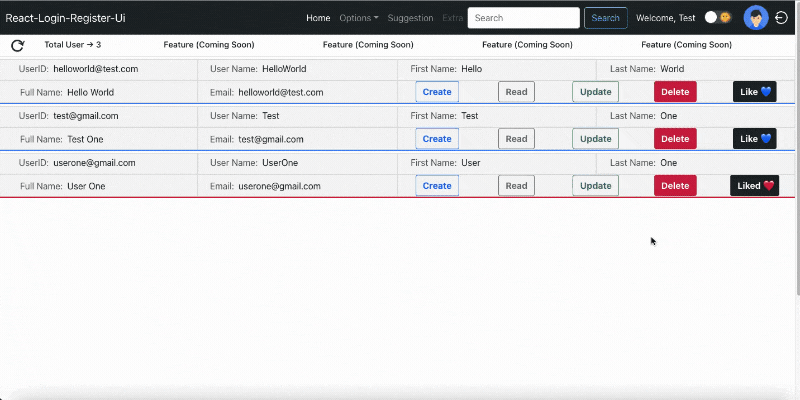 React-Login-Register-Ui Home Options Suggestion Extra Search Search Welcome, Test
Total User → 3 Feature (Coming Soon) Feature (Coming Soon) Feature (Coming Soon) Feature (Coming Soon)
UserID: helloworld@test.com User Name: HelloWorld First Name: Hello Last Name: World
Full Name: Hello World Email: helloworld@test.com Create Read Update Delete Like 💙
UserID: test@gmail.com User Name: Test First Name: Test Last Name: One
Full Name: Test One Email: test@gmail.com Create Read Update Delete Like 💙
UserID: userone@gmail.com User Name: UserOne First Name: User Last Name: One
Full Name: User One Email: userone@gmail.com Create Read Update Delete Liked ❤️